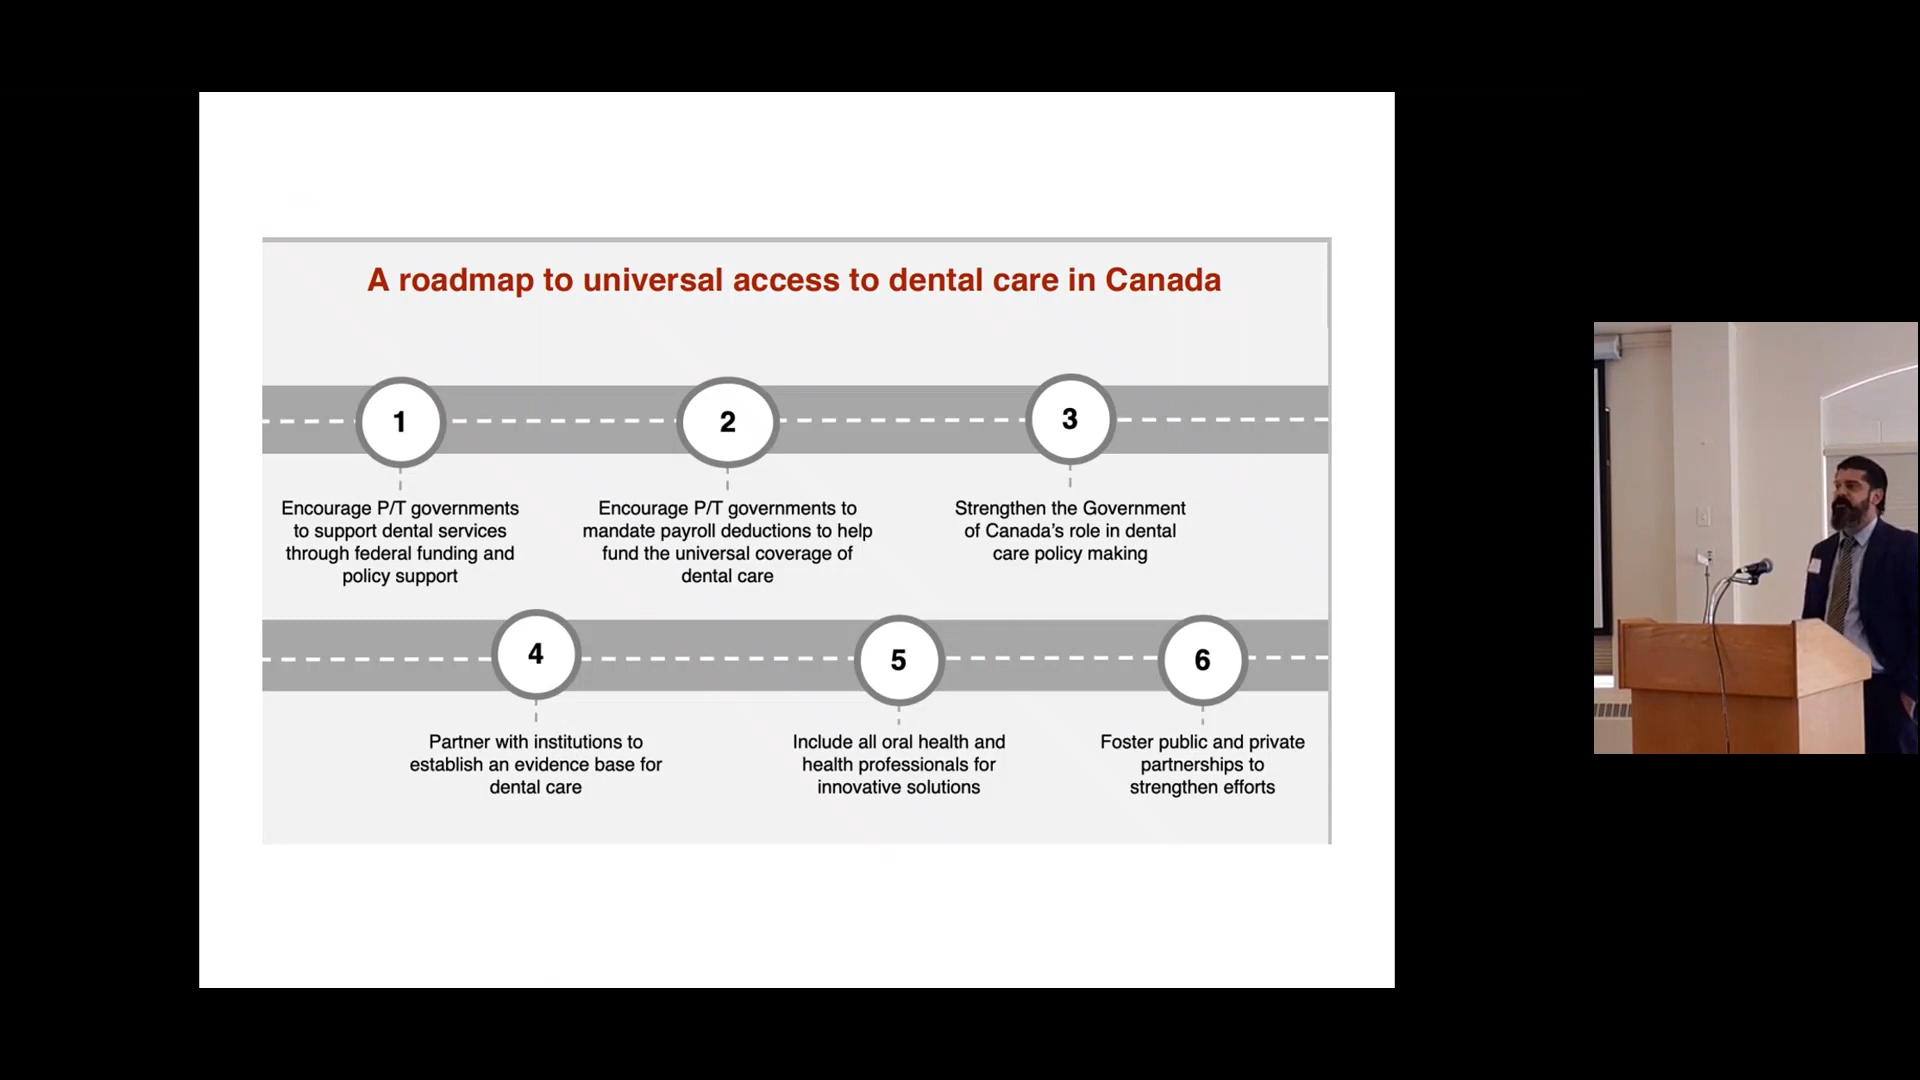 A roadmap to universal access to dental care in Canada
1
2
3
Encourage P/T governments
to support dental services
through federal funding and
policy support
Encourage P/T governments to
mandate payroll deductions to help
fund the universal coverage of
dental care
Strengthen the Government
of Canada’s role in dental
care policy making
4
5
6
Partner with institutions to
establish an evidence base for
dental care
Include all oral health and
health professionals for
innovative solutions
Foster public and private
partnerships to
strengthen efforts